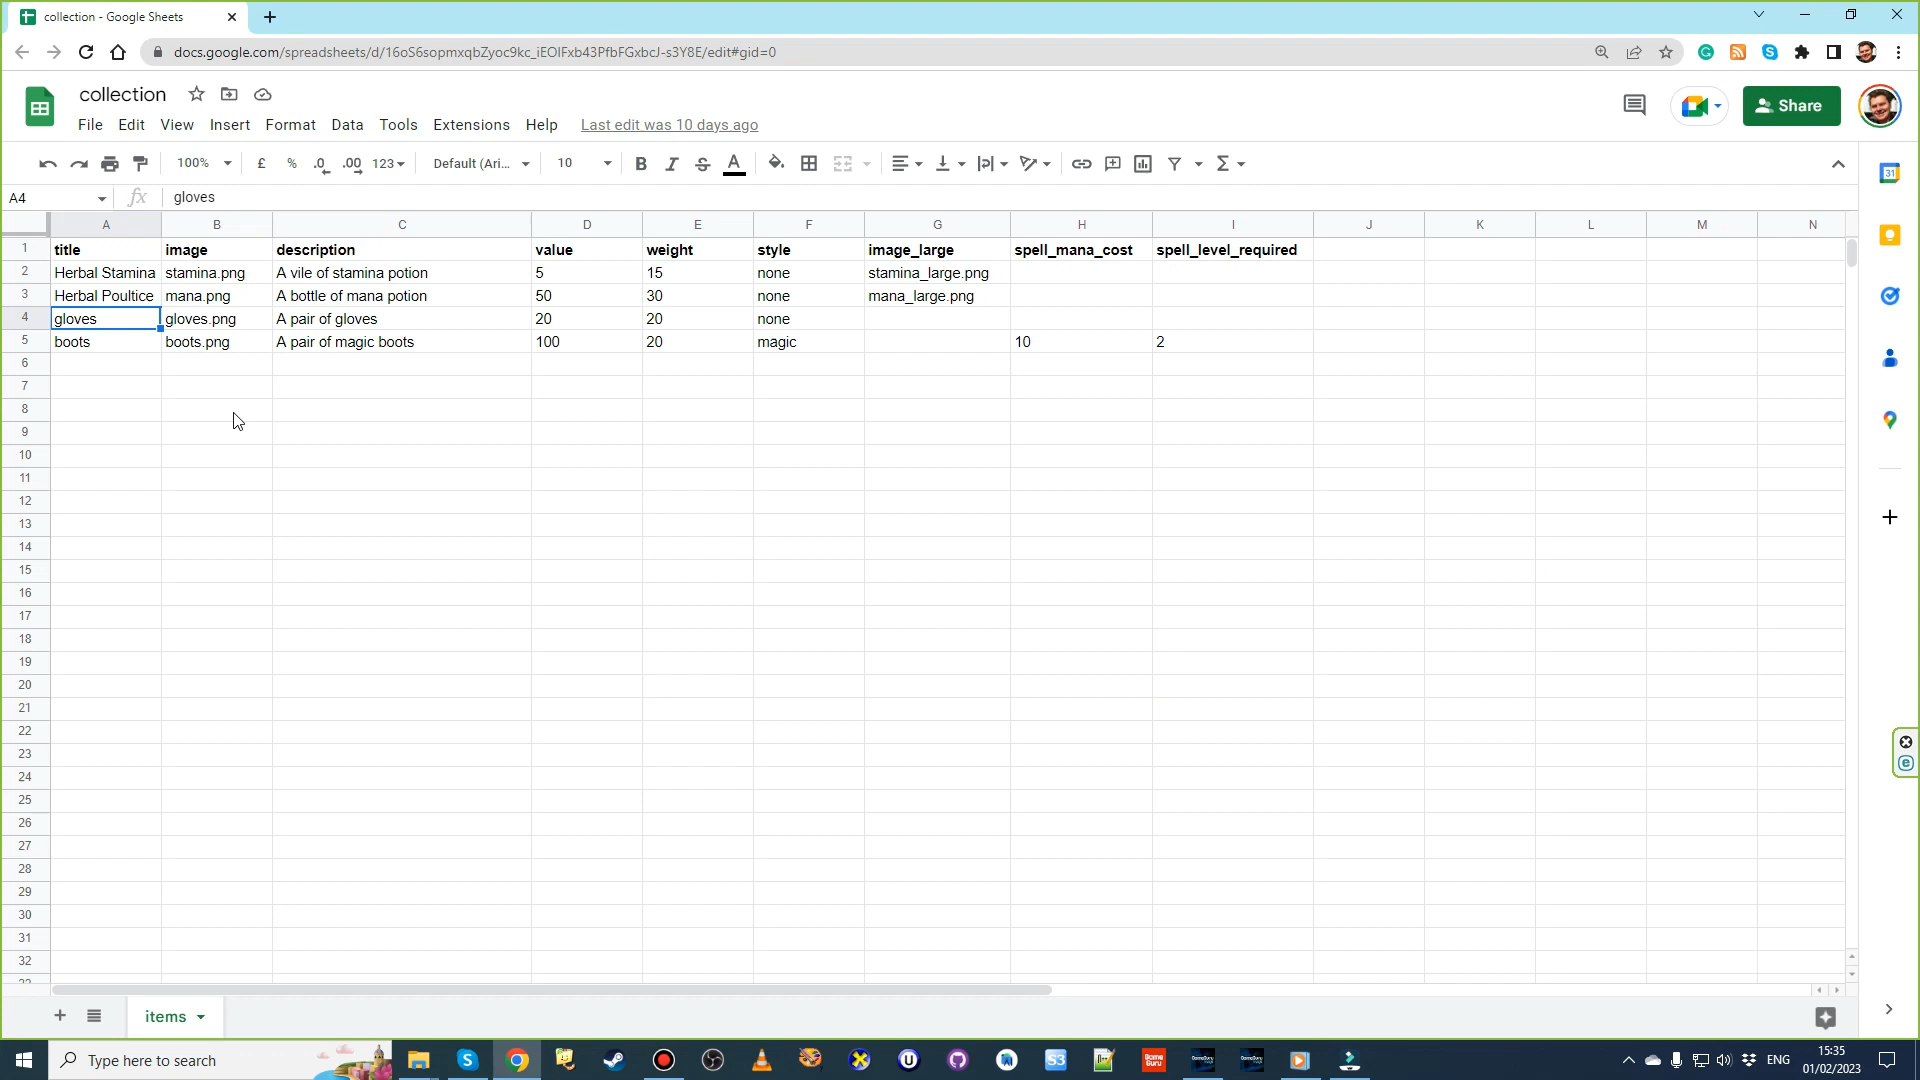 collection - Google Sheets
docs.google.com/spreadsheets/d/16oS6sopmxqbZyoc9kc_iEOIFxb43PfbFGxbcJ-s3Y8E/edit#gid=0
collection
Share
File Edit View Insert Format Data Tools Extensions Help Last edit was 10 days ago
100% £ % .0 .00 123 Default (Ari... 10 B I S A
31
A4 fx gloves
A B C D E F G H I J K L M N
1 title image description value weight style image_large spell_mana_cost spell_level_required
2 Herbal Stamina stamina.png A vile of stamina potion 5 15 none stamina_large.png
3 Herbal Poultice mana.png A bottle of mana potion 50 30 none mana_large.png
4 gloves gloves.png A pair of gloves 20 20 none
5 boots boots.png A pair of magic boots 100 20 magic 10 2
6
7
8
9
10
11
12
13
14
15
16
17
18
19
20
21
22
23
24
25
26
27
28
29
30
31
32
33
items
Type here to search
S3
ENG
15:35
01/02/2023